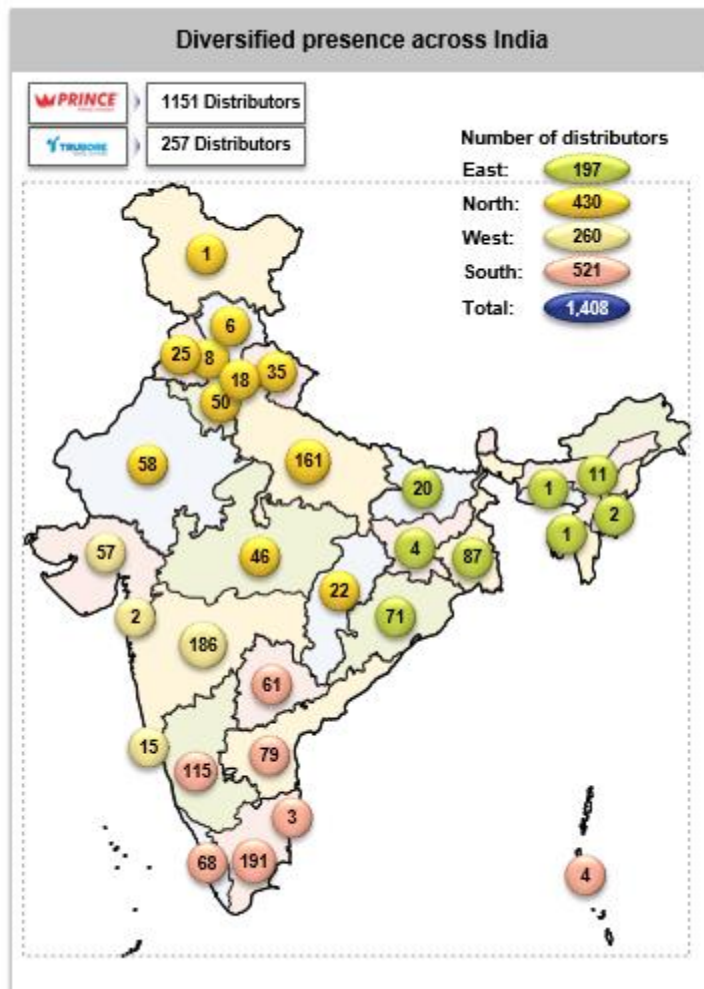 Diversified presence across India
PRINCE
1151 Distributors
TRUBORE
257 Distributors
Number of distributors
East: 197
North: 430
West: 260
South: 521
Total: 1,408
1
6
25
8
18
35
50
58
161
20
11
1
2
1
57
46
4
87
22
2
71
186
61
15
115
79
3
68
191
4